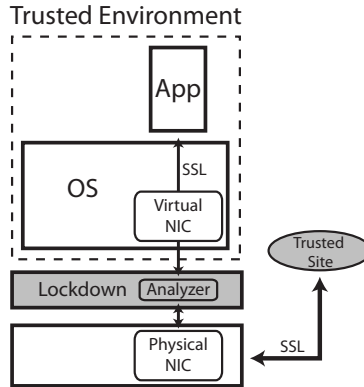 Trusted Environment
App
SSL
OS
Virtual
NIC
Trusted
Site
Lockdown
Analyzer
Physical
NIC
SSL